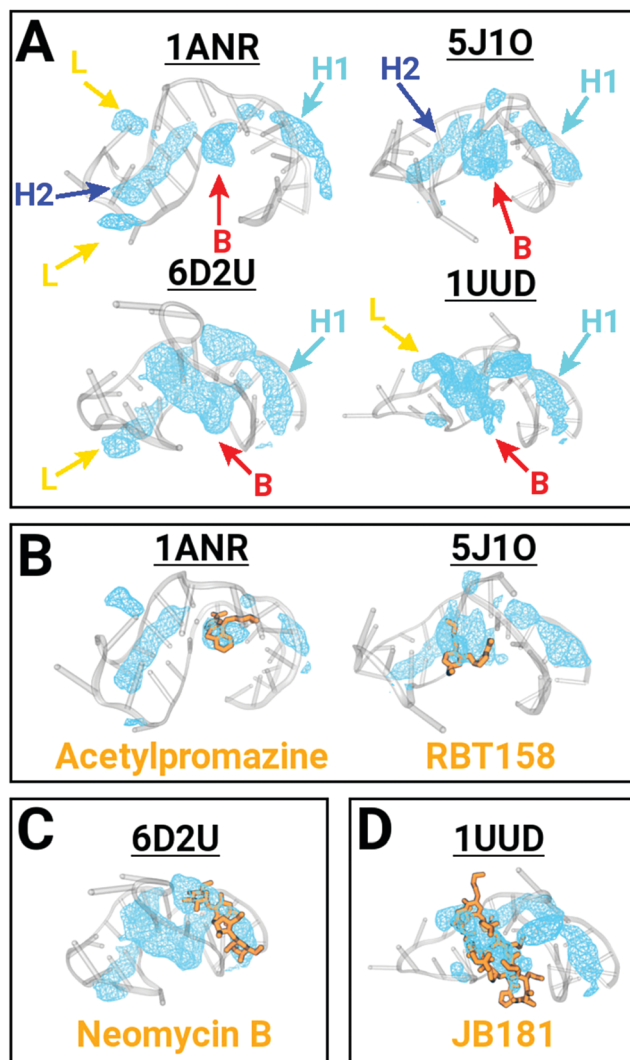 A
1ANR
5J1O
L
H1
H2
H1
H2
B
B
L
6D2U
1UUD
L
H1
H1
L
B
B
B
1ANR
5J1O
Acetylpromazine
RBT158
C
6D2U
D
1UUD
Neomycin B
JB181